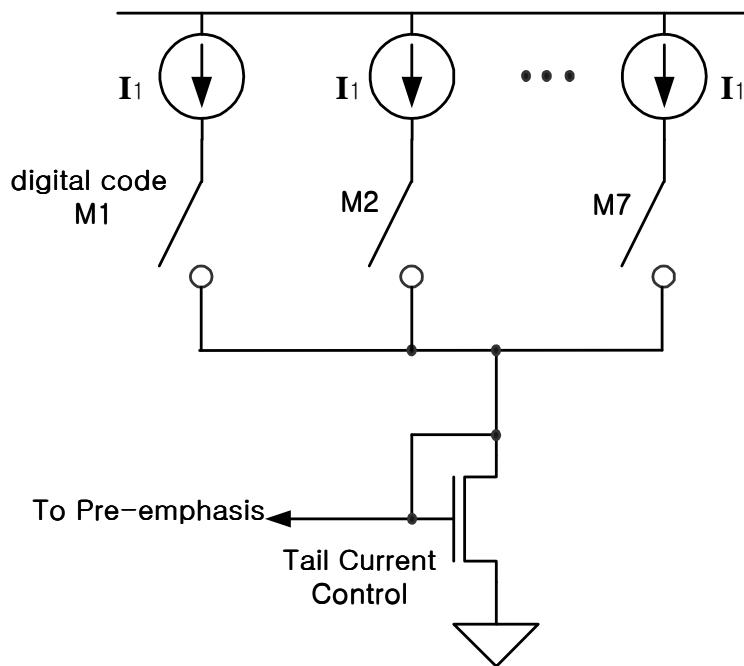 I1
I1
I1
digital code
M1
M2
M7
To Pre-emphasis
Tail Current
Control